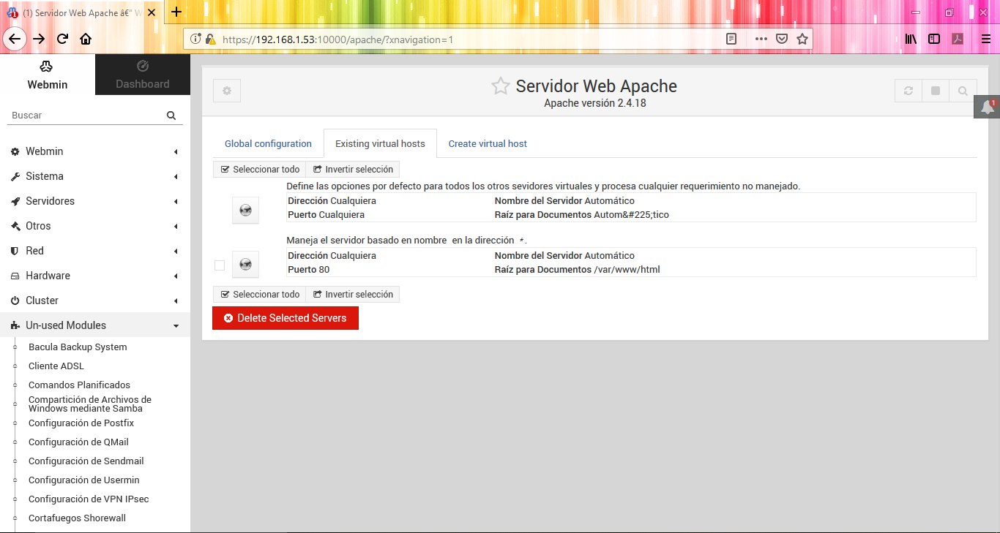 (1) Servidor Web Apache â€" W
https://192.168.1.53:10000/apache/?xnavigation=1
Webmin
Dashboard
Buscar
Webmin
Sistema
Servidores
Otros
Red
Hardware
Cluster
Un-used Modules
Bacula Backup System
Cliente ADSL
Comandos Planificados
Compartición de Archivos de
Windows mediante Samba
Configuración de Postfix
Configuración de QMail
Configuración de Sendmail
Configuración de Usermin
Configuración de VPN IPsec
Cortafuegos Shorewall
Servidor Web Apache
Apache versión 2.4.18
1
Global configuration
Existing virtual hosts
Create virtual host
Seleccionar todo
Invertir selección
Define las opciones por defecto para todos los otros sevidores virtuales y procesa cualquier requerimiento no manejado.
Dirección Cualquiera
Nombre del Servidor Automático
Puerto Cualquiera
Raíz para Documentos Autom&#225;tico
Maneja el servidor basado en nombre en la dirección *.
Dirección Cualquiera
Nombre del Servidor Automático
Puerto 80
Raíz para Documentos /var/www/html
Seleccionar todo
Invertir selección
Delete Selected Servers